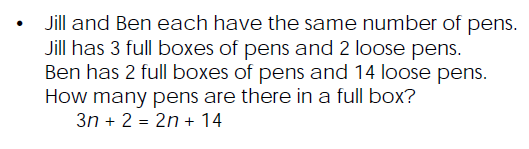 • Jill and Ben each have the same number of pens.
Jill has 3 full boxes of pens and 2 loose pens.
Ben has 2 full boxes of pens and 14 loose pens.
How many pens are there in a full box?
3n + 2 = 2n + 14